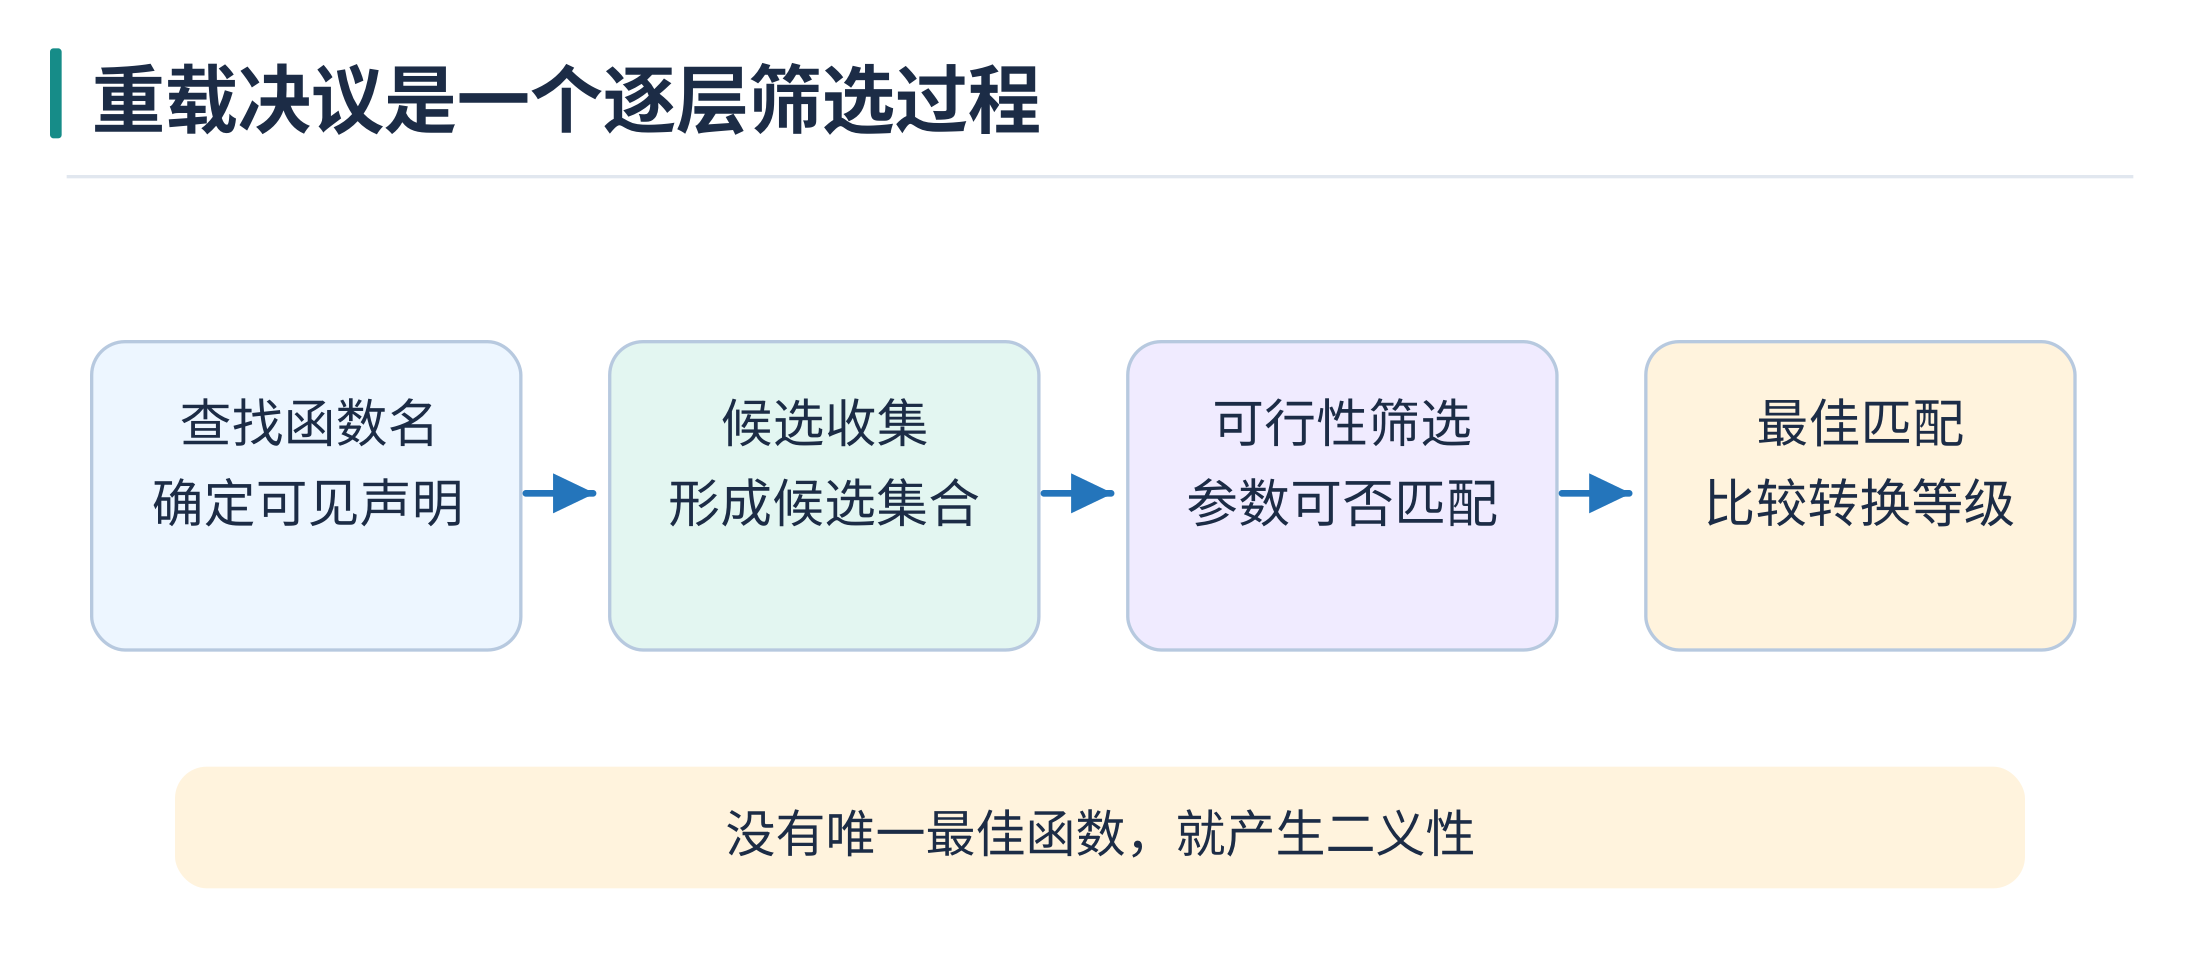 重载决议是一个逐层筛选过程
查找函数名
确定可见声明
候选收集
形成候选集合
可行性筛选
参数可否匹配
最佳匹配
比较转换等级
没有唯一最佳函数，就产生二义性